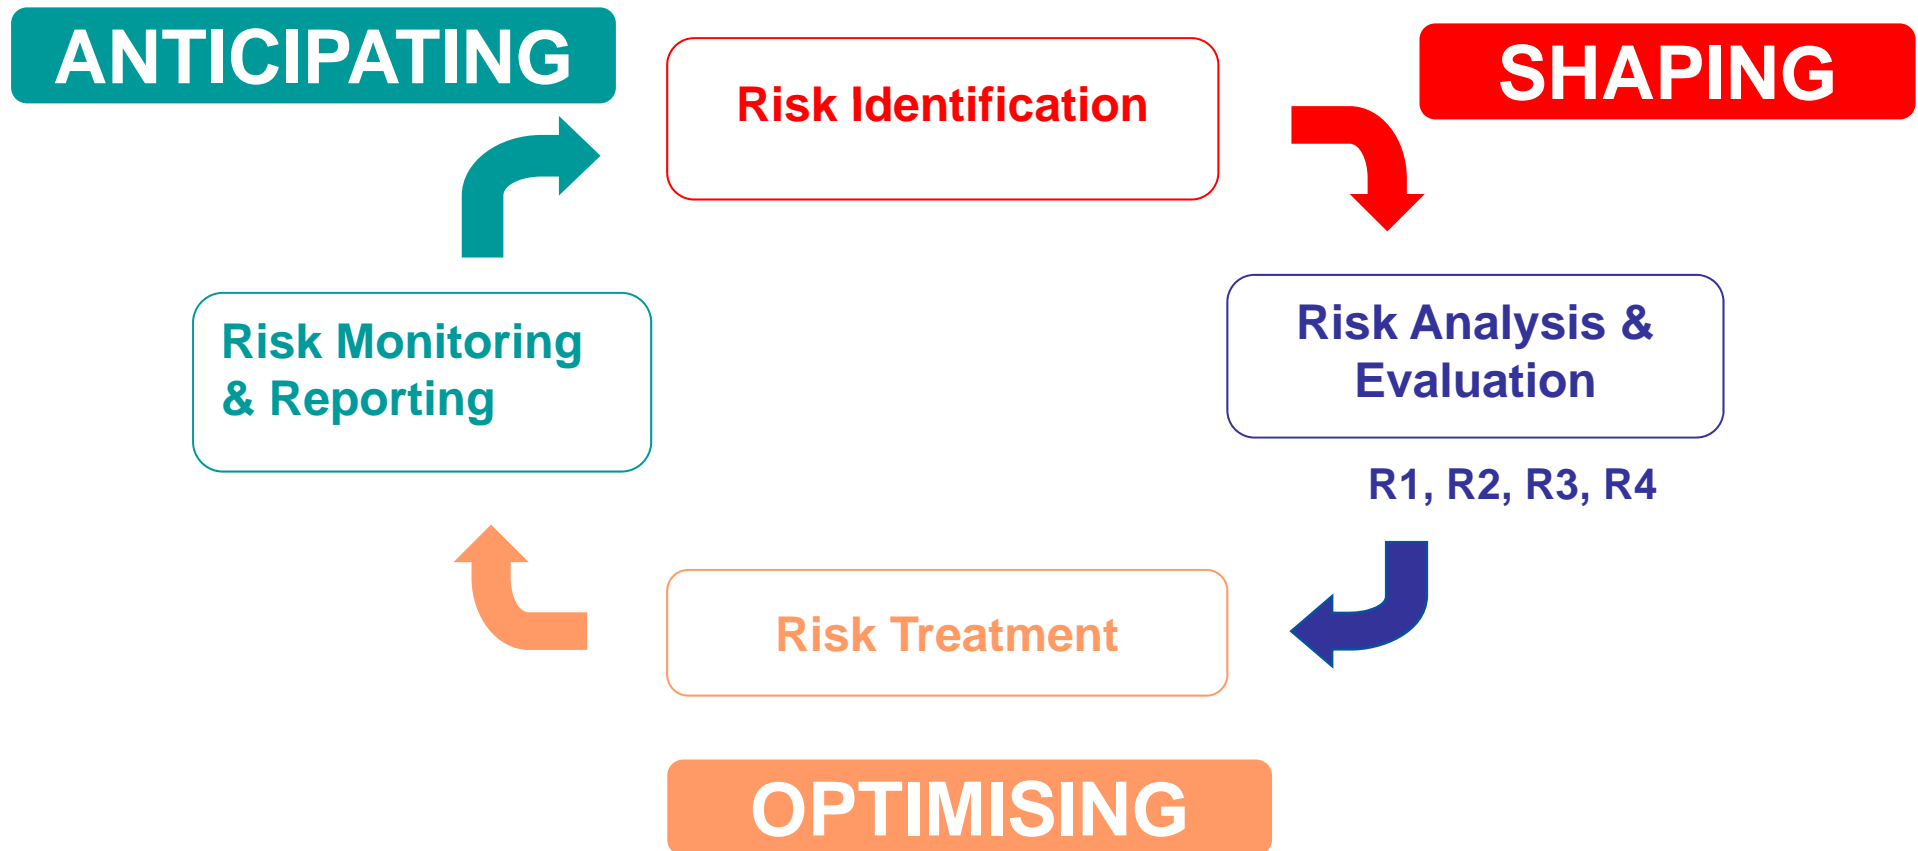 ANTICIPATING
Risk Identification
SHAPING
Risk Monitoring
& Reporting
Risk Analysis &
Evaluation
R1, R2, R3, R4
Risk Treatment
OPTIMISING